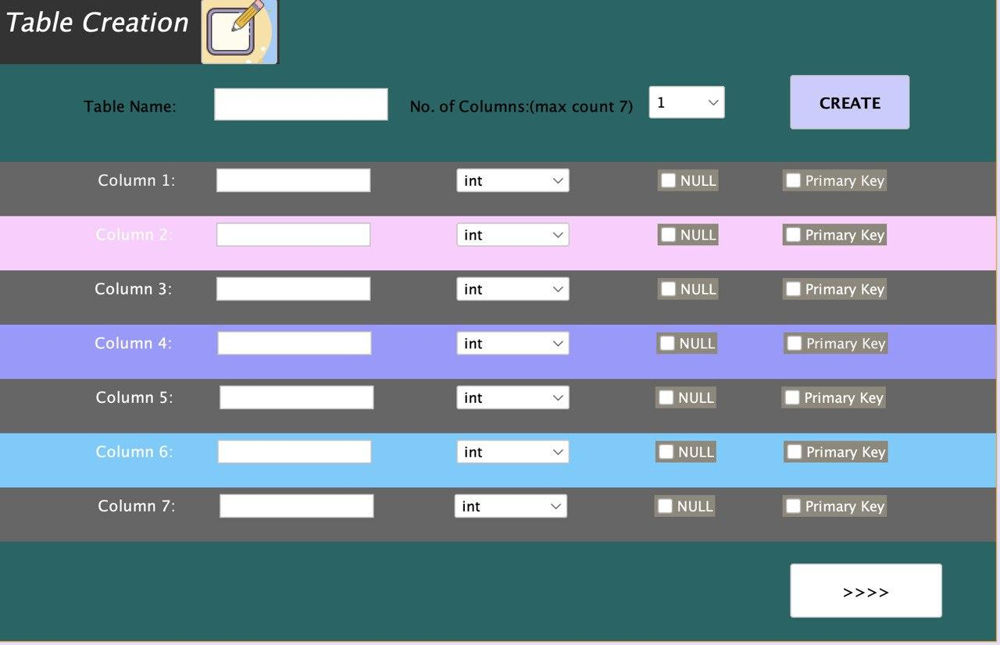 Table Creation
Table Name: No. of Columns:(max count 7) 1 CREATE
Column 1: int NULL Primary Key
Column 2: int NULL Primary Key
Column 3: int NULL Primary Key
Column 4: int NULL Primary Key
Column 5: int NULL Primary Key
Column 6: int NULL Primary Key
Column 7: int NULL Primary Key
>>>>